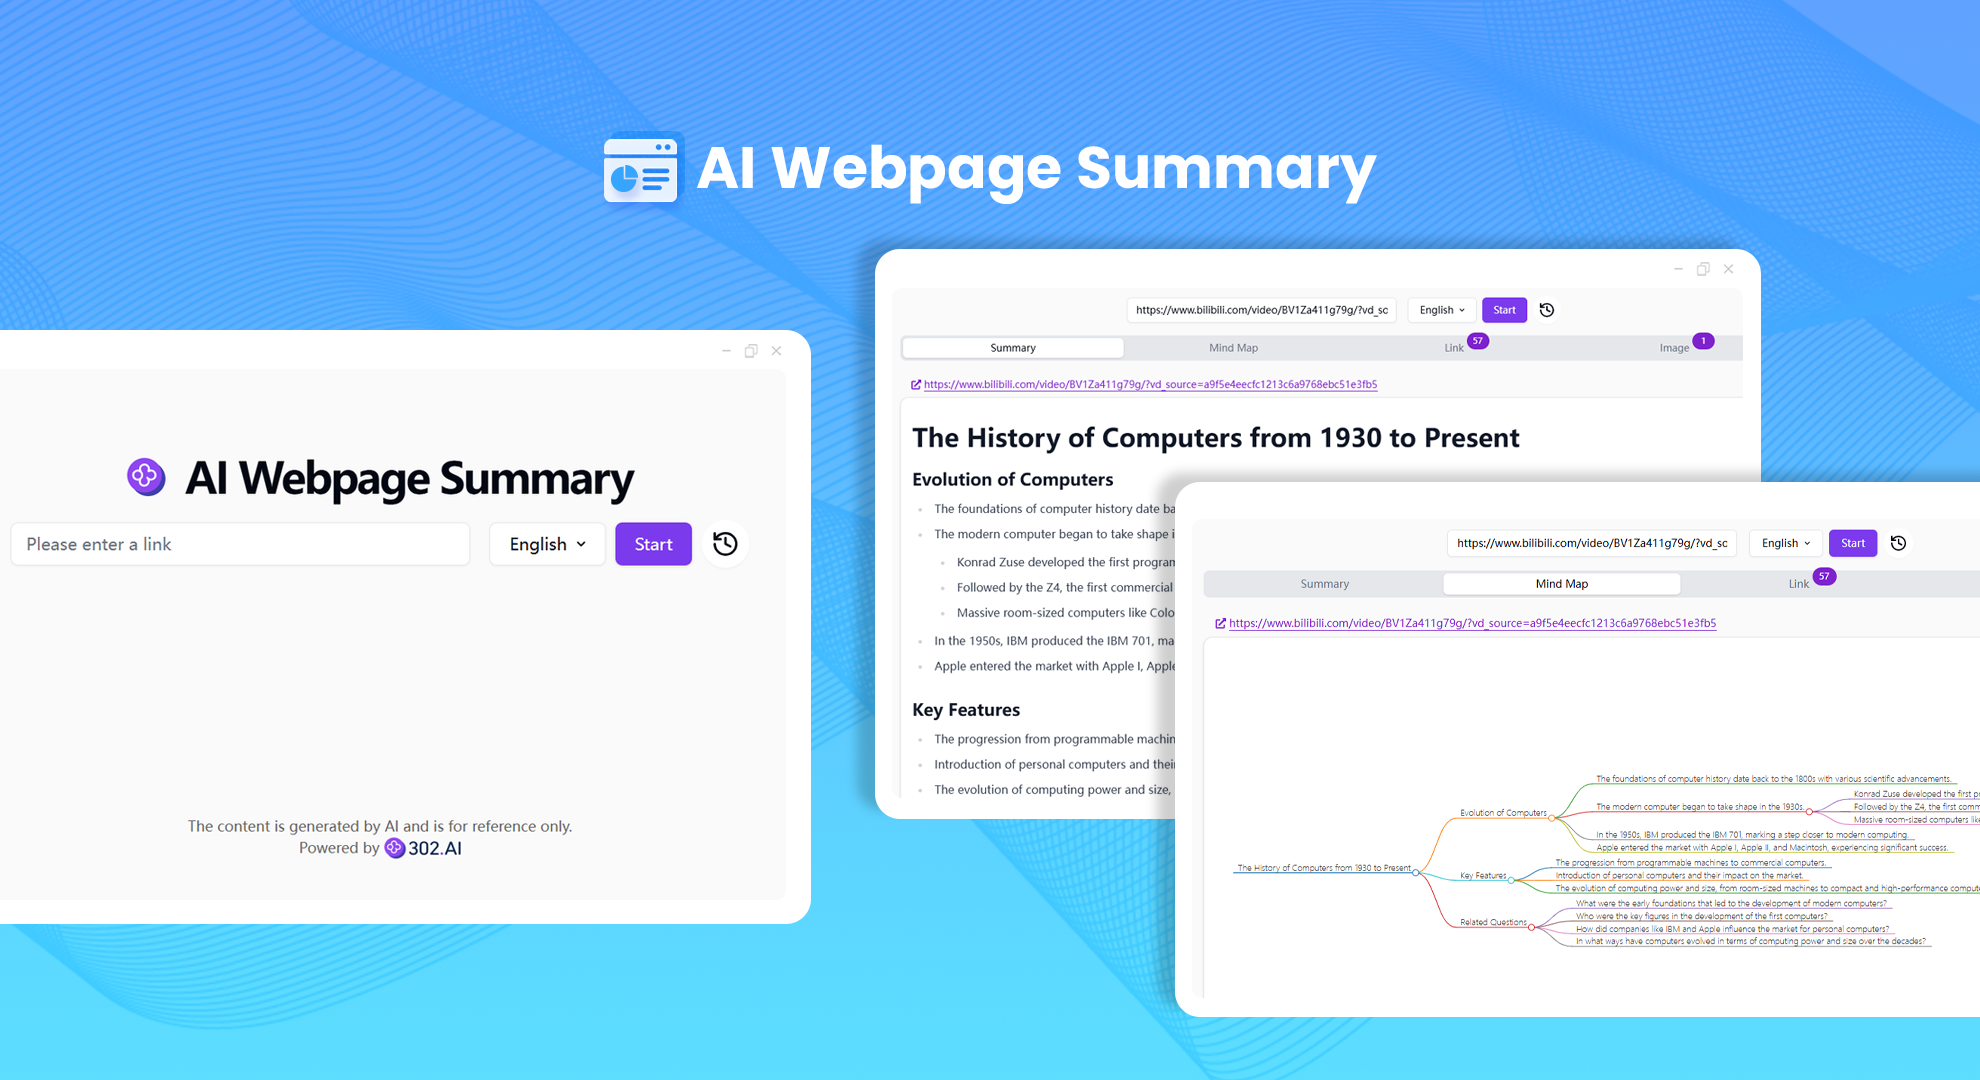 AI Webpage Summary
AI Webpage Summary
Please enter a link
English
Start
The content is generated by AI and is for reference only.
Powered by 302.AI
https://www.bilibili.com/video/BV1Za411g79g/?vd_sc
English
Start
Summary
Mind Map
Link
57
Image
1
https://www.bilibili.com/video/BV1Za411g79g/?vd_source=a9f5e4eecfc1213c6a9768ebc51e3fb5
The History of Computers from 1930 to Present
Evolution of Computers
The foundations of computer history date ba
The modern computer began to take shape i
Konrad Zuse developed the first program
Followed by the Z4, the first commercial
Massive room-sized computers like Colo
In the 1950s, IBM produced the IBM 701, ma
Apple entered the market with Apple I, Apple
Key Features
The progression from programmable machin
Introduction of personal computers and thei
The evolution of computing power and size,
https://www.bilibili.com/video/BV1Za411g79g/?vd_sc
English
Start
Summary
Mind Map
Link
57
https://www.bilibili.com/video/BV1Za411g79g/?vd_source=a9f5e4eecfc1213c6a9768ebc51e3fb5
The History of Computers from 1930 to Present
Evolution of Computers
The foundations of computer history date back to the 1800s with various scientific advancements.
The modern computer began to take shape in the 1930s.
Konrad Zuse developed the first p
Followed by the Z4, the first comm
Massive room-sized computers like
In the 1950s, IBM produced the IBM 701, marking a step closer to modern computing.
Apple entered the market with Apple I, Apple II, and Macintosh, experiencing significant success.
Key Features
The progression from programmable machines to commercial computers.
Introduction of personal computers and their impact on the market.
The evolution of computing power and size, from room-sized machines to compact and high-performance compute
Related Questions
What were the early foundations that led to the development of modern computers?
Who were the key figures in the development of the first computers?
How did companies like IBM and Apple influence the market for personal computers?
In what ways have computers evolved in terms of computing power and size over the decades?